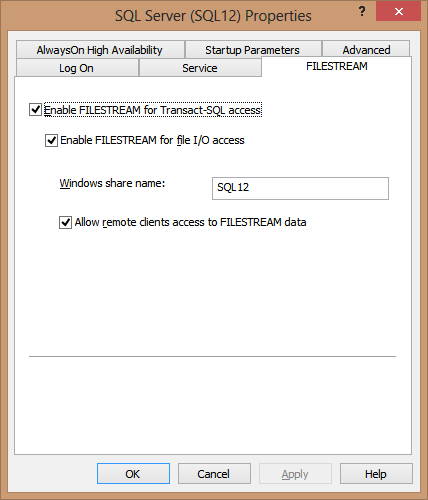 SQL Server (SQL12) Properties
?
AlwaysOn High Availability
Startup Parameters
Advanced
Log On
Service
FILESTREAM
Enable FILESTREAM for Transact-SQL access
Enable FILESTREAM for file I/O access
Windows share name:
SQL12
Allow remote clients access to FILESTREAM data
OK
Cancel
Apply
Help